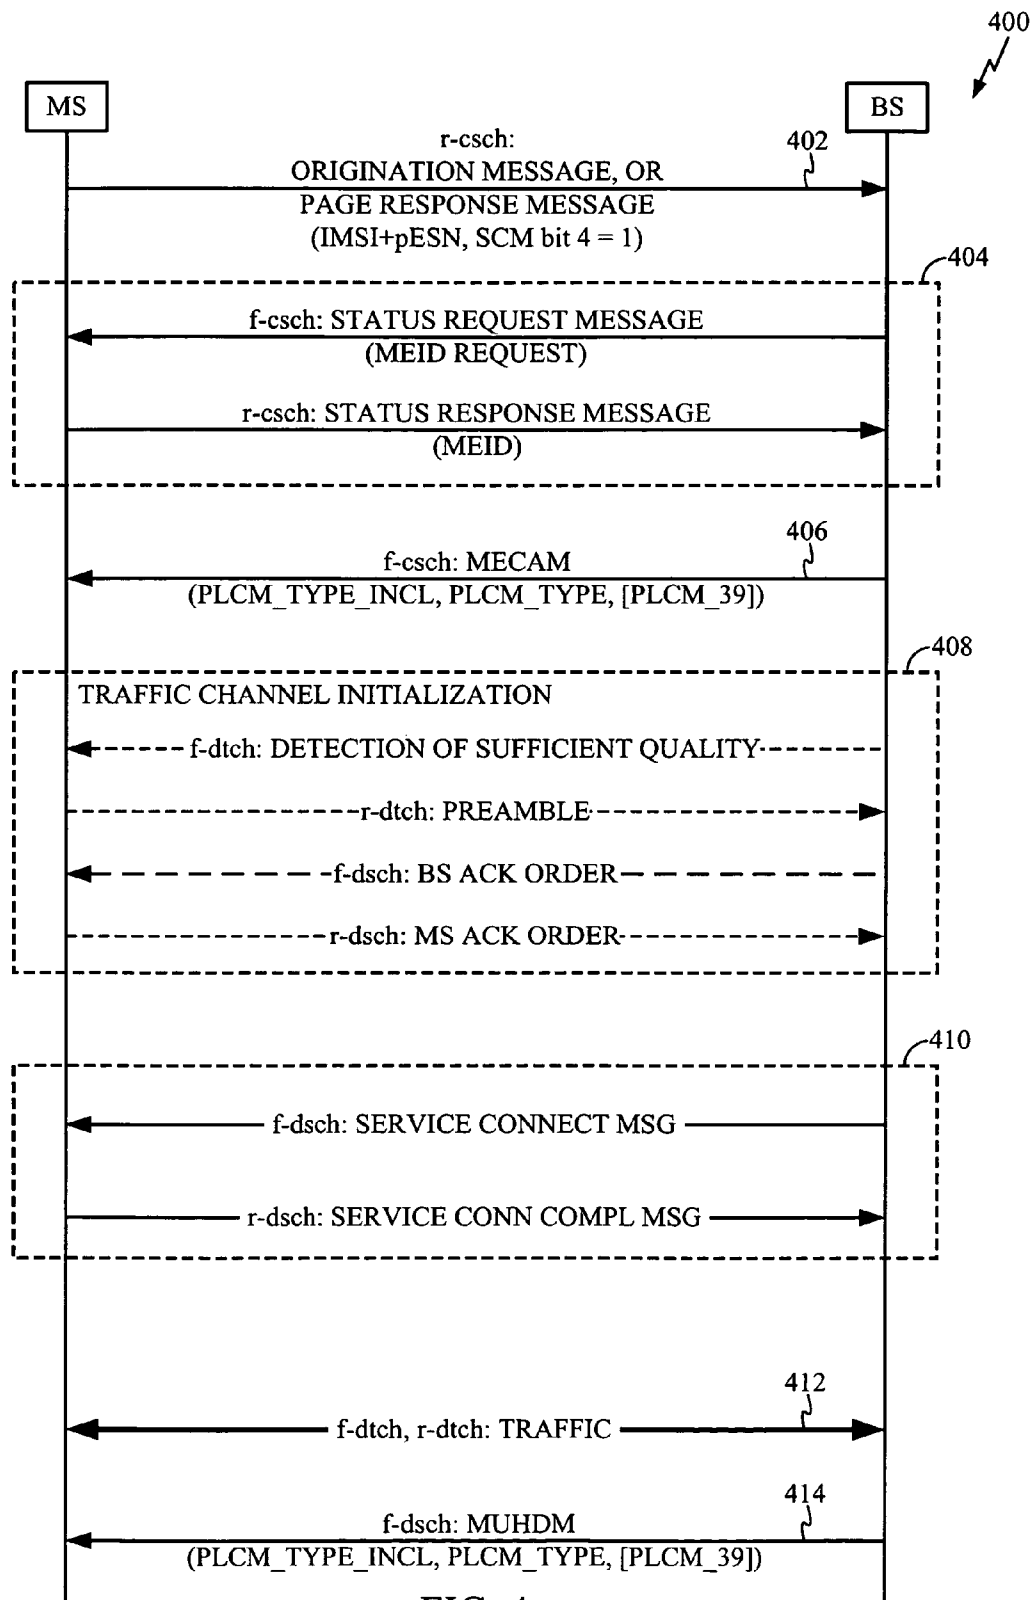 400
MS
BS
r-csch:
402
ORIGINATION MESSAGE, OR
PAGE RESPONSE MESSAGE
(IMSI+pESN, SCM bit 4 = 1)
404
f-csch: STATUS REQUEST MESSAGE
(MEID REQUEST)
r-csch: STATUS RESPONSE MESSAGE
(MEID)
406
f-csch: MECAM
(PLCM_TYPE_INCL, PLCM_TYPE, [PLCM_39])
408
TRAFFIC CHANNEL INITIALIZATION
f-dtch: DETECTION OF SUFFICIENT QUALITY
r-dtch: PREAMBLE
f-dsch: BS ACK ORDER
r-dsch: MS ACK ORDER
410
f-dsch: SERVICE CONNECT MSG
r-dsch: SERVICE CONN COMPL MSG
412
f-dtch, r-dtch: TRAFFIC
414
f-dsch: MUHDM
(PLCM_TYPE_INCL, PLCM_TYPE, [PLCM_39])